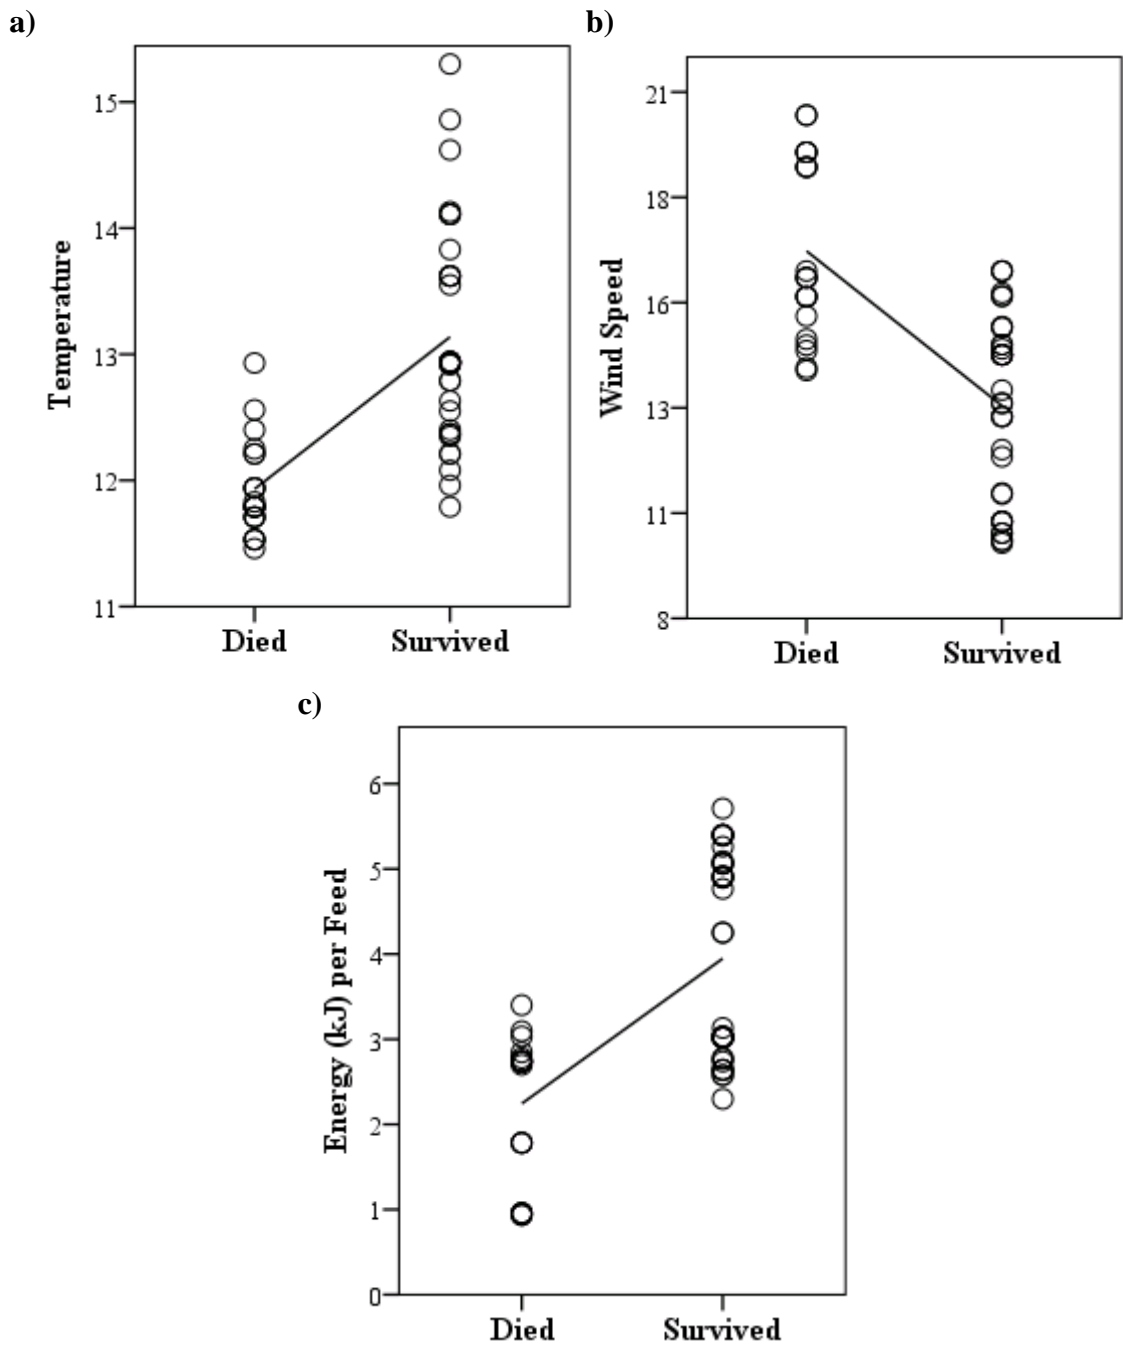 a)
15
14
13
12
11
Temperature
Died
Survived
b)
21
18
16
13
11
8
Wind Speed
Died
Survived
c)
6
5
4
3
2
1
0
Energy (kJ) per Feed
Died
Survived